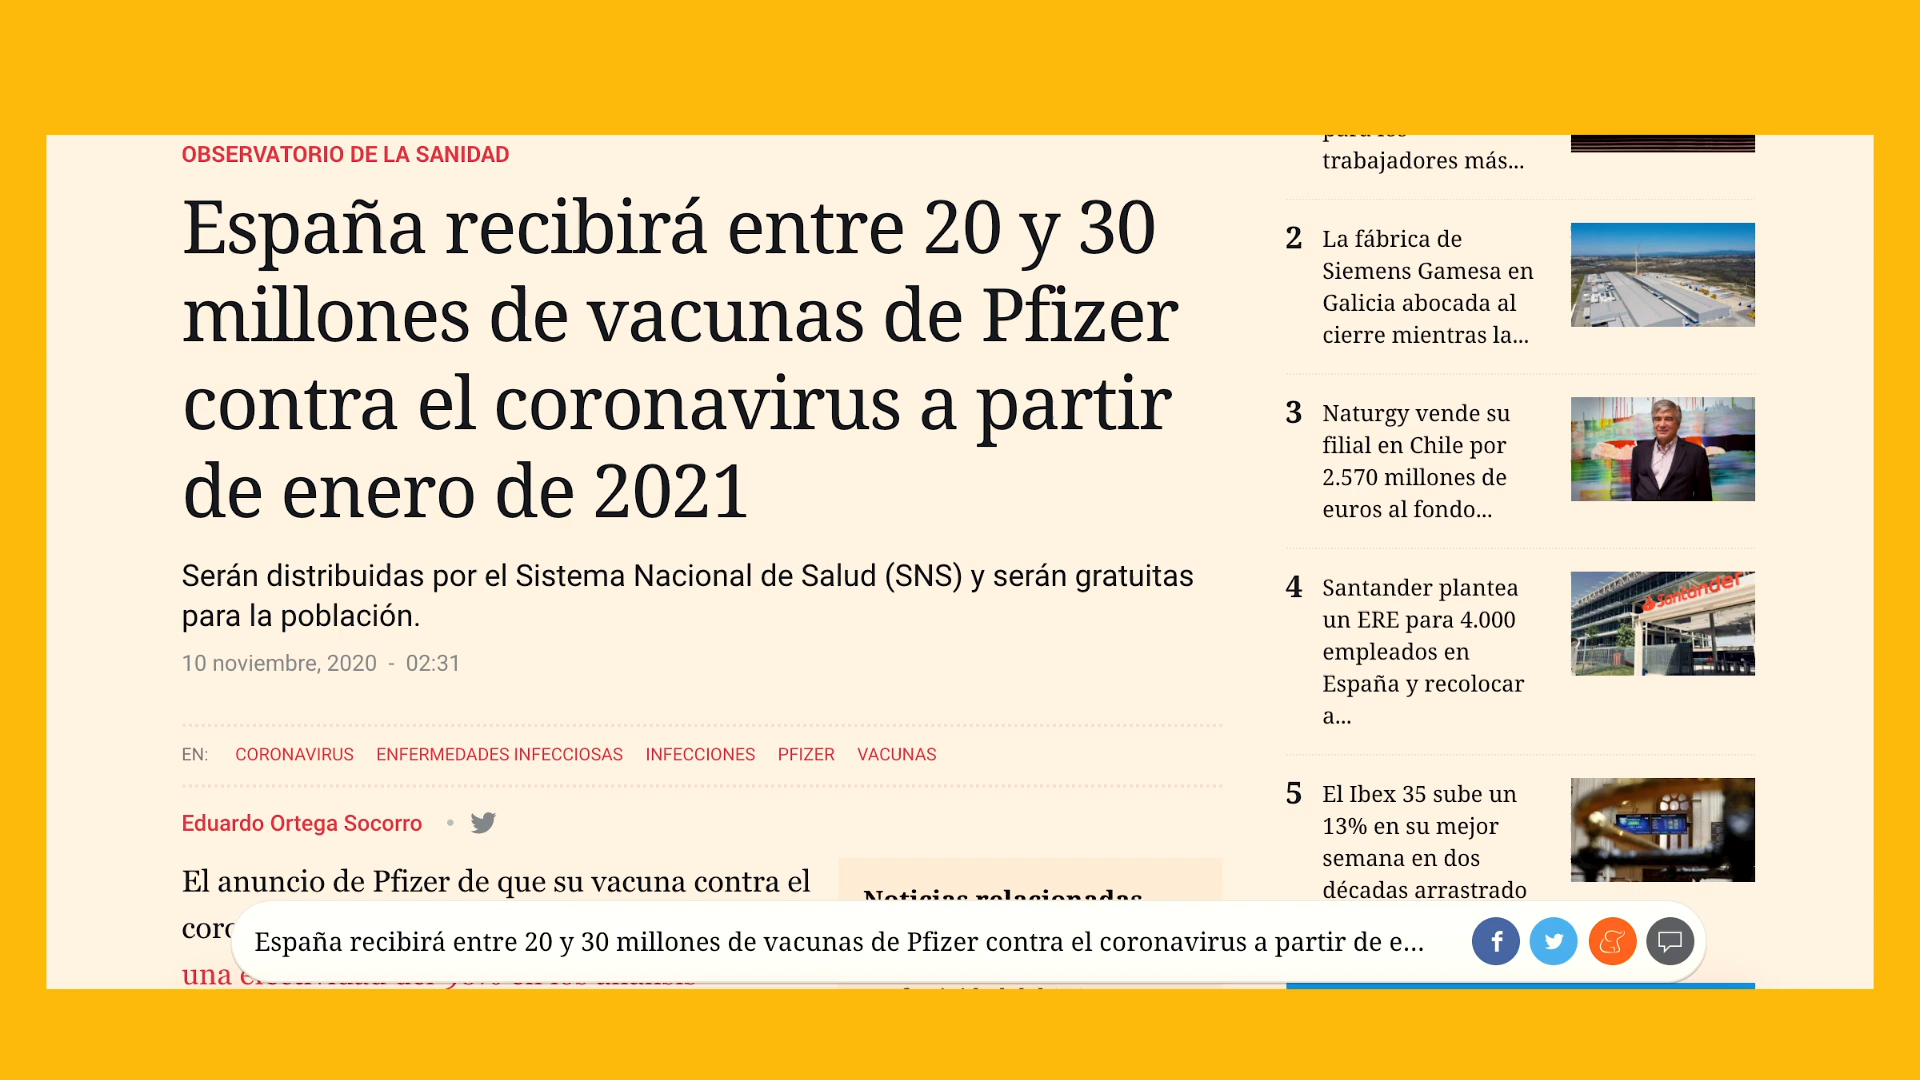 OBSERVATORIO DE LA SANIDAD
España recibirá entre 20 y 30
millones de vacunas de Pfizer
contra el coronavirus a partir
de enero de 2021
Serán distribuidas por el Sistema Nacional de Salud (SNS) y serán gratuitas
para la población.
10 noviembre, 2020 - 02:31
EN: CORONAVIRUS ENFERMEDADES INFECCIOSAS INFECCIONES PFIZER VACUNAS
Eduardo Ortega Socorro
El anuncio de Pfizer de que su vacuna contra el
una
Noticias relacionadas
España recibirá entre 20 y 30 millones de vacunas de Pfizer contra el coronavirus a partir de e...
para los
trabajadores más...
2 La fábrica de
Siemens Gamesa en
Galicia abocada al
cierre mientras la...
3 Naturgy vende su
filial en Chile por
2.570 millones de
euros al fondo...
4 Santander plantea
un ERE para 4.000
empleados en
España y recolocar
a...
Santander
5 El Ibex 35 sube un
13% en su mejor
semana en dos
décadas arrastrado